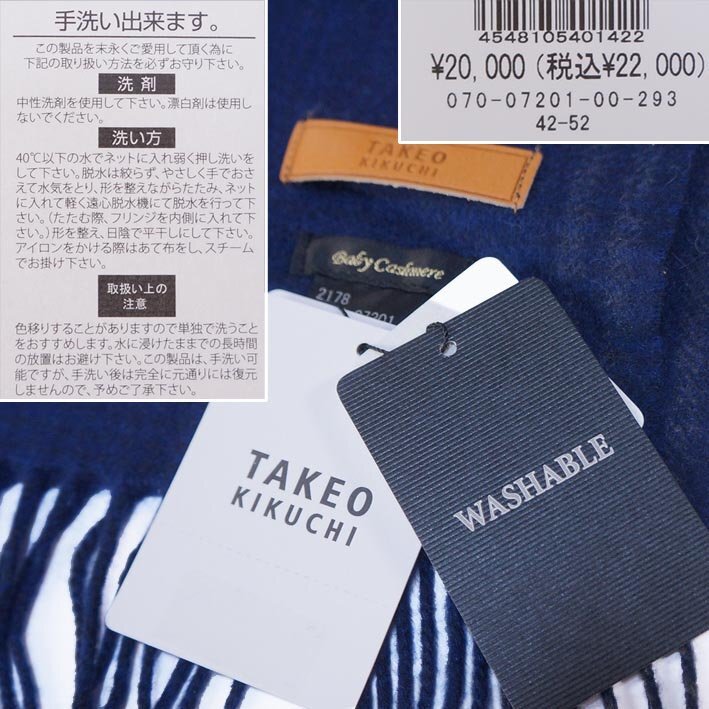 手洗い出来ます。
この製品を末永くご愛用して頂く為に
下記の取り扱い方法を必ずお守り下さい。
洗 剤
中性洗剤を使用して下さい。漂白剤は使用し
ないでください。
洗い方
40℃以下の水でネットに入れ弱く押し洗いを
して下さい。脱水は絞らず、やさしく手でおさ
えて水気をとり、形を整えながらたたみ、ネット
に入れて軽く遠心脱水機にて脱水を行って下
さい。(たたむ際、フリンジを内側に入れて下
さい。)形を整え、日陰で平干しにして下さい。
アイロンをかける際はあて布をし、スチーム
でお掛け下さい。
取扱い上の
注意
色移りすることがありますので単独で洗うこと
をおすすめします。水に浸けたままでの長時間
の放置はお避け下さい。この製品は、手洗い可
能ですが、手洗い後は完全に元通りには復元
しませんので、予めご了承下さい。
4548105401422
¥20,000(税込¥22,000)
070-07201-00-293
42-52
TAKEO
KIKUCHI
Baby Cashmere
2178
07201
TAKEO
KIKUCHI
WASHABLE